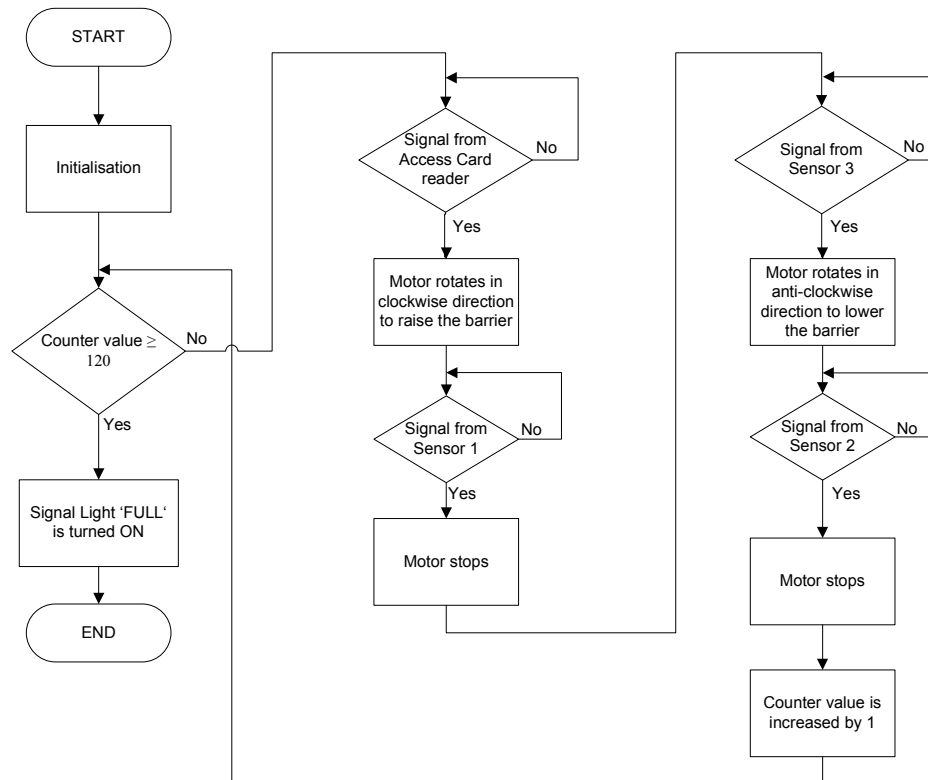 START
Initialisation
Counter value ≥
120
No
Yes
Signal Light ‘FULL‘
is turned ON
END
Signal from
Access Card
reader
No
Yes
Motor rotates in
clockwise direction
to raise the barrier
Signal from
Sensor 1
No
Yes
Motor stops
Signal from
Sensor 3
No
Yes
Motor rotates in
anti-clockwise
direction to lower
the barrier
Signal from
Sensor 2
No
Yes
Motor stops
Counter value is
increased by 1